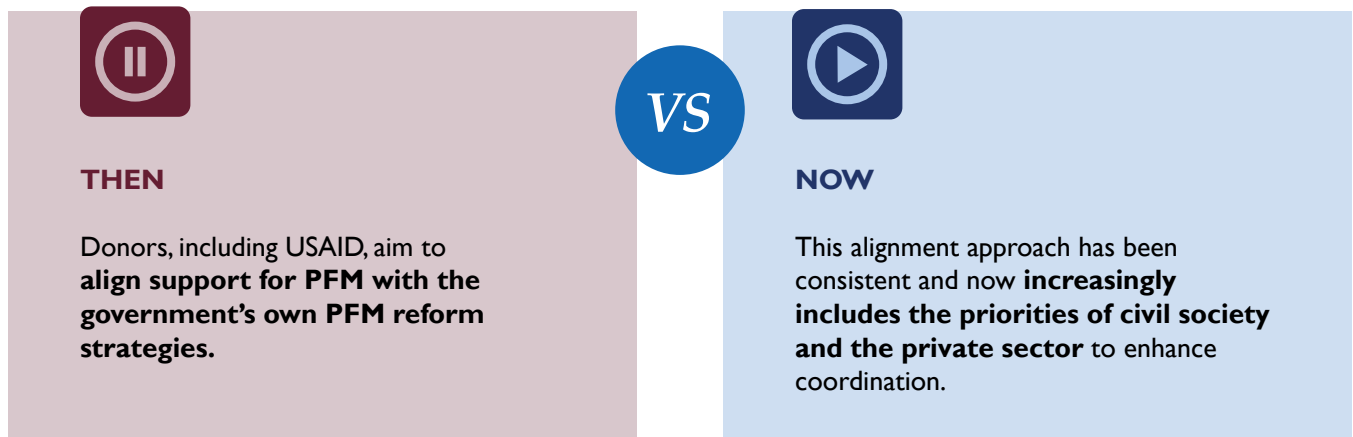 THEN
Donors, including USAID, aim to
align support for PFM with the
government’s own PFM reform
strategies.
VS
NOW
This alignment approach has been
consistent and now increasingly
includes the priorities of civil society
and the private sector to enhance
coordination.